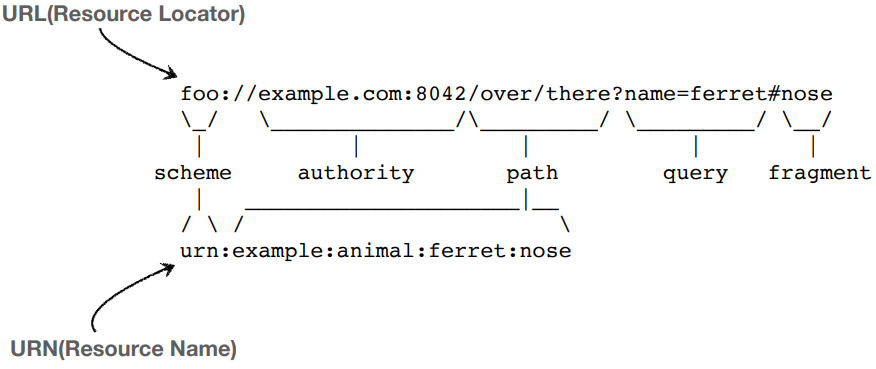 URL(Resource Locator)
foo://example.com:8042/over/there?name=ferret#nose
scheme authority path query fragment
urn:example:animal:ferret:nose
URN(Resource Name)